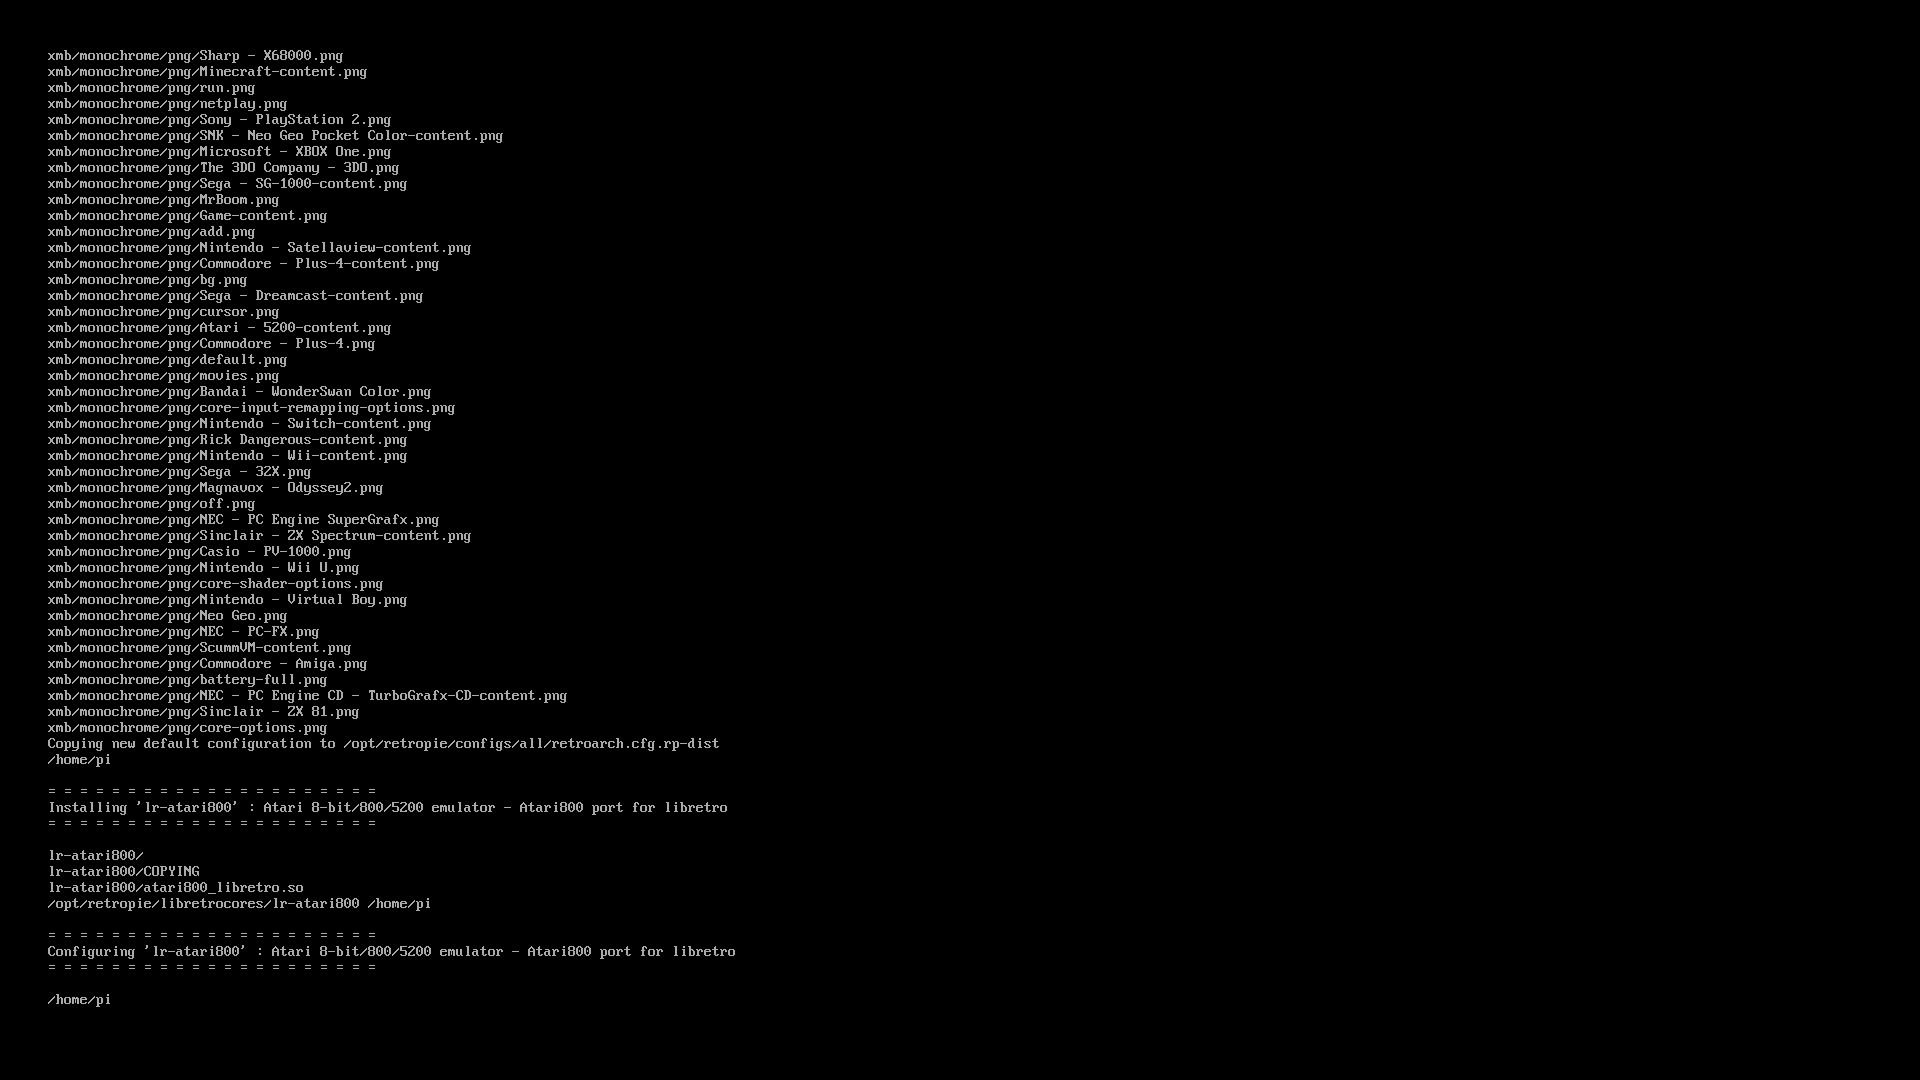 xmb/monochrome/png/Sharp - X68000.png
xmb/monochrome/png/Minecraft-content.png
xmb/monochrome/png/run.png
xmb/monochrome/png/netplay.png
xmb/monochrome/png/Sony - PlayStation 2.png
xmb/monochrome/png/SNK - Neo Geo Pocket Color-content.png
xmb/monochrome/png/Microsoft - XBOX One.png
xmb/monochrome/png/The 3DO Company - 3DO.png
xmb/monochrome/png/Sega - SG-1000-content.png
xmb/monochrome/png/MrBoom.png
xmb/monochrome/png/Game-content.png
xmb/monochrome/png/add.png
xmb/monochrome/png/Nintendo - Satellaview-content.png
xmb/monochrome/png/Commodore - Plus-4-content.png
xmb/monochrome/png/bg.png
xmb/monochrome/png/Sega - Dreamcast-content.png
xmb/monochrome/png/cursor.png
xmb/monochrome/png/Atari - 5200-content.png
xmb/monochrome/png/Commodore - Plus-4.png
xmb/monochrome/png/default.png
xmb/monochrome/png/movies.png
xmb/monochrome/png/Bandai - WonderSwan Color.png
xmb/monochrome/png/core-input-remapping-options.png
xmb/monochrome/png/Nintendo - Switch-content.png
xmb/monochrome/png/Rick Dangerous-content.png
xmb/monochrome/png/Nintendo - Wii-content.png
xmb/monochrome/png/Sega - 32X.png
xmb/monochrome/png/Magnavox - Odyssey2.png
xmb/monochrome/png/off.png
xmb/monochrome/png/NEC - PC Engine SuperGrafx.png
xmb/monochrome/png/Sinclair - ZX Spectrum-content.png
xmb/monochrome/png/Casio - PV-1000.png
xmb/monochrome/png/Nintendo - Wii U.png
xmb/monochrome/png/core-shader-options.png
xmb/monochrome/png/Nintendo - Virtual Boy.png
xmb/monochrome/png/Neo Geo.png
xmb/monochrome/png/NEC - PC-FX.png
xmb/monochrome/png/ScummVM-content.png
xmb/monochrome/png/Commodore - Amiga.png
xmb/monochrome/png/battery-full.png
xmb/monochrome/png/NEC - PC Engine CD - TurboGrafx-CD-content.png
xmb/monochrome/png/Sinclair - ZX 81.png
xmb/monochrome/png/core-options.png
Copying new default configuration to /opt/retropie/configs/all/retroarch.cfg.rp-dist
/home/pi
= = = = = = = = = = = = = = = = = = = = =
Installing 'lr-atari800' : Atari 8-bit/800/5200 emulator - Atari800 port for libretro
= = = = = = = = = = = = = = = = = = = = =
lr-atari800/
lr-atari800/COPYING
lr-atari800/atari800_libretro.so
/opt/retropie/libretrocores/lr-atari800 /home/pi
= = = = = = = = = = = = = = = = = = = = =
Configuring 'lr-atari800' : Atari 8-bit/800/5200 emulator - Atari800 port for libretro
= = = = = = = = = = = = = = = = = = = = =
/home/pi